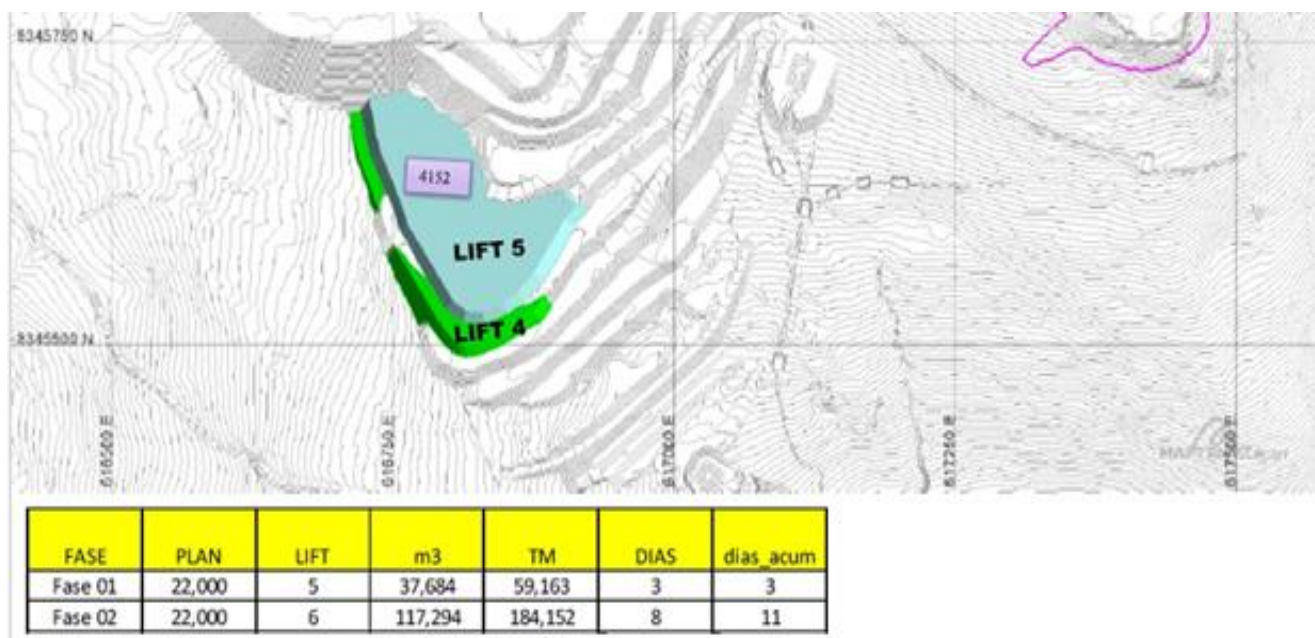 8345750 N
4152
LIFT 5
LIFT 4
8345500 N
616500 E
616750 E
617000 E
617250 E
617500 E
FASE PLAN LIFT m3 TM DIAS dias_acum
Fase 01 22,000 5 37,684 59,163 3 3
Fase 02 22,000 6 117,294 184,152 8 11